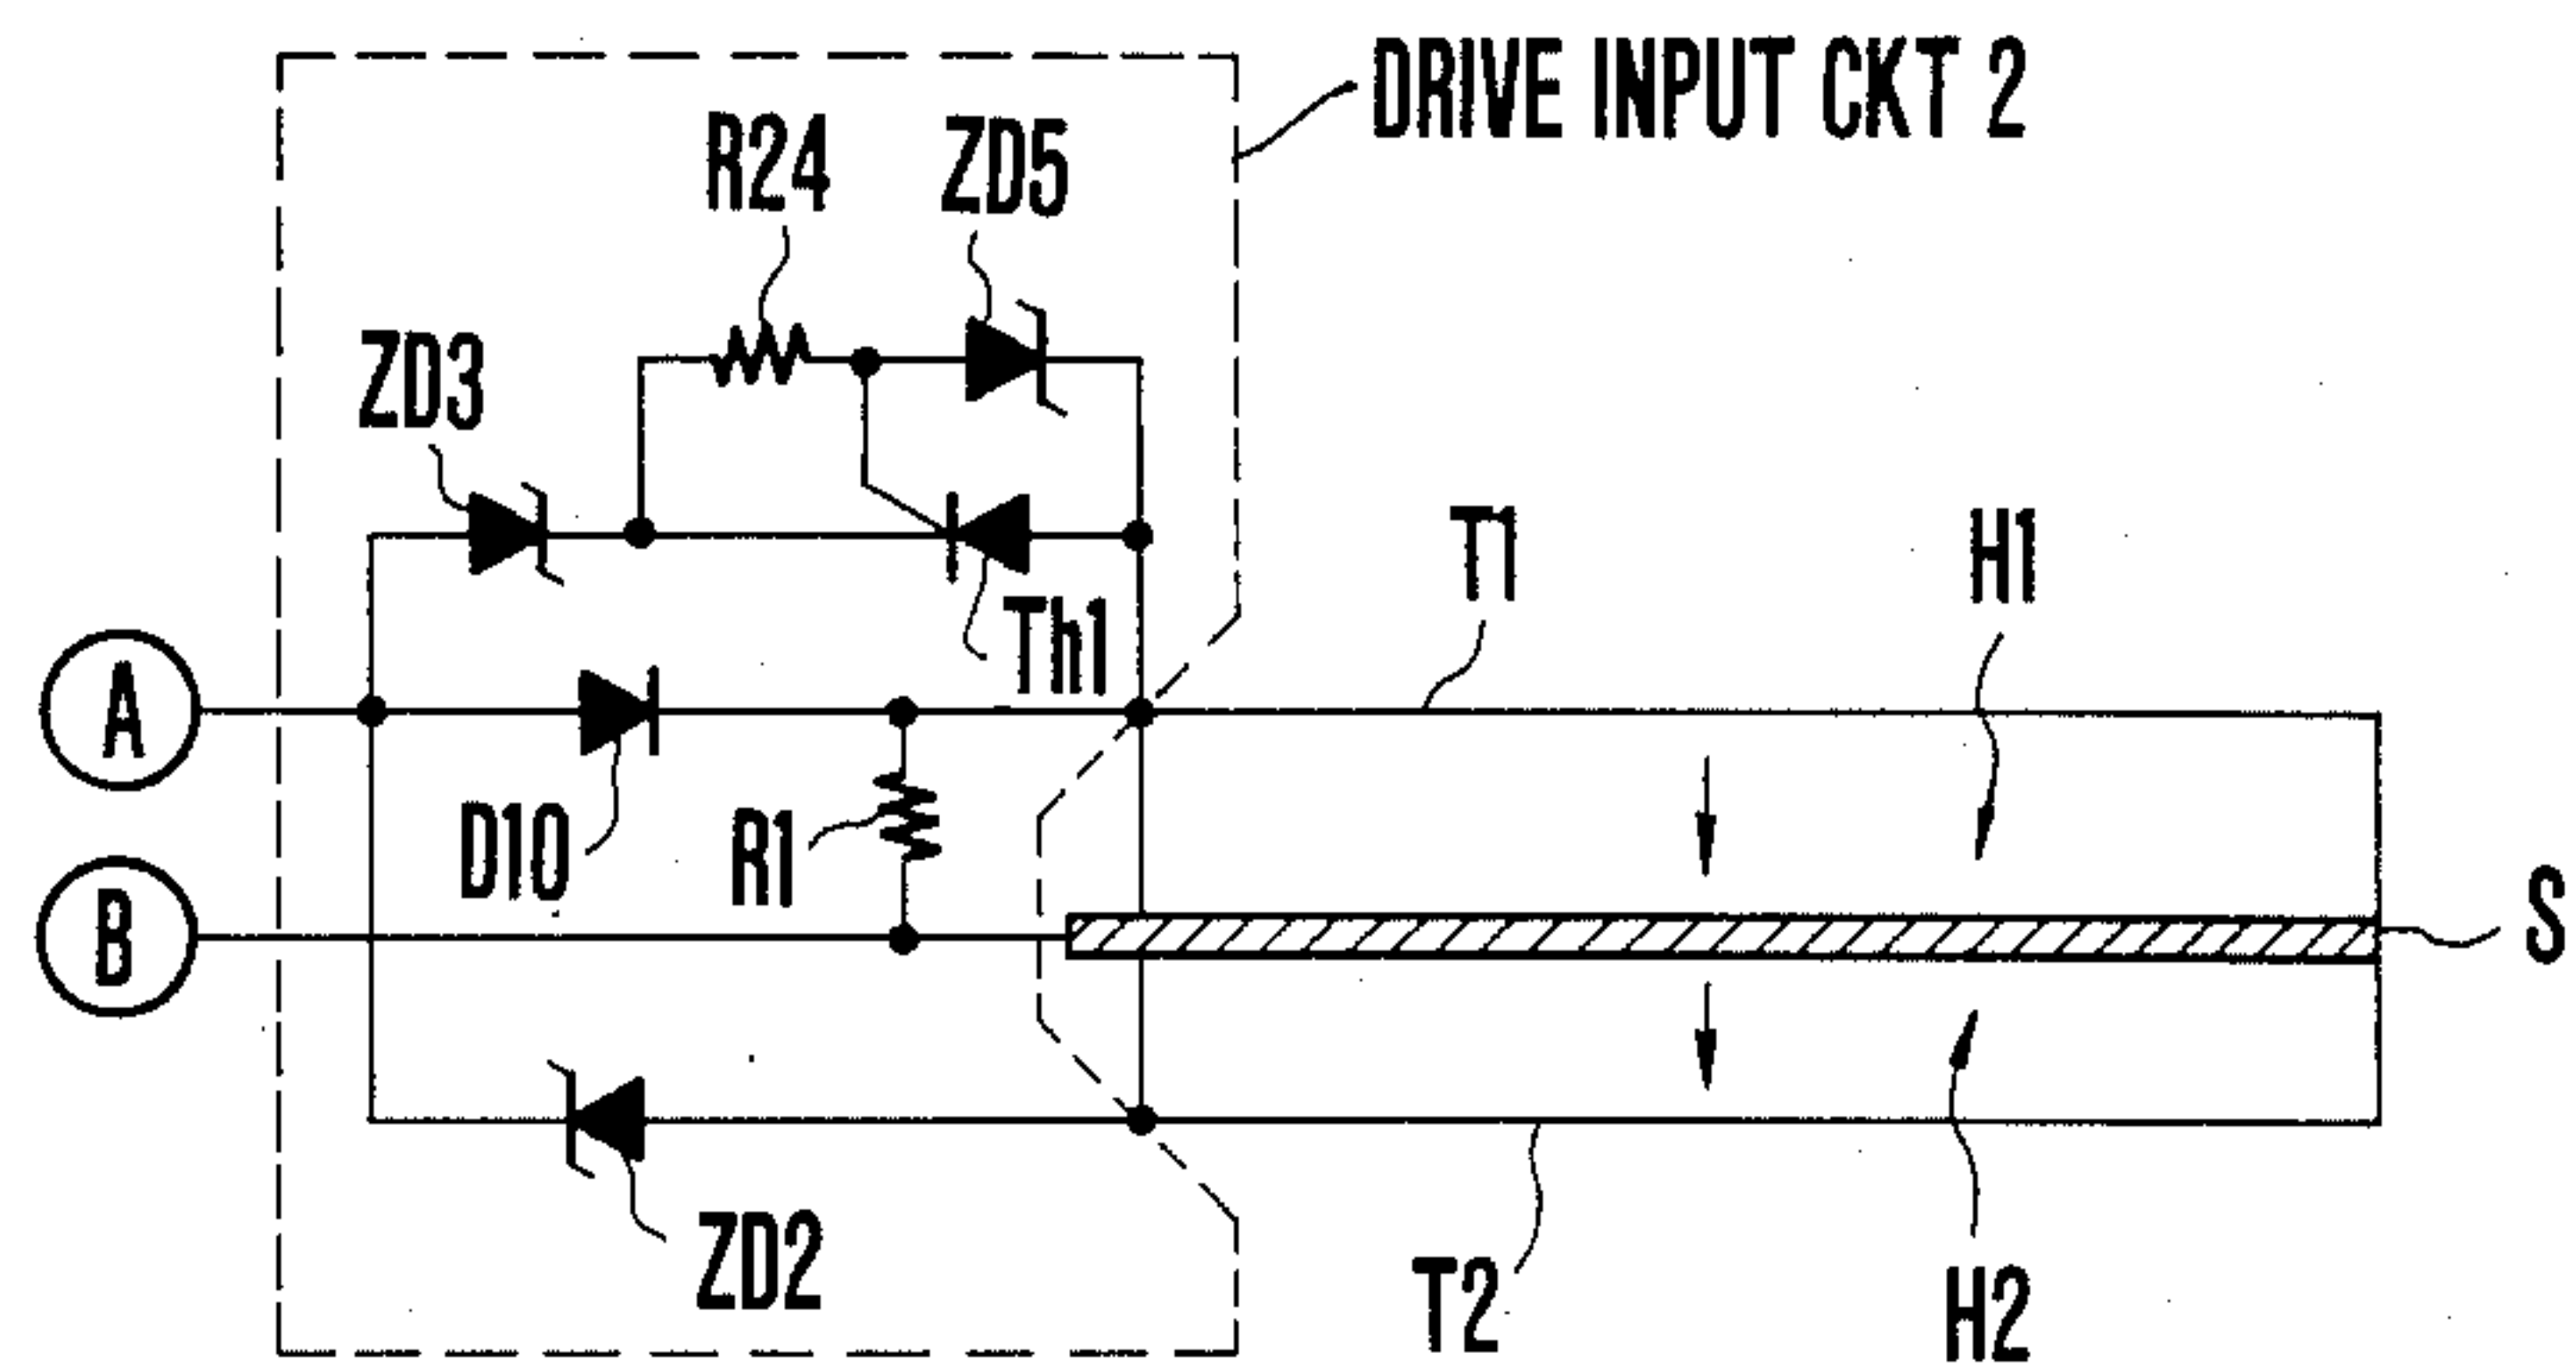 DRIVE INPUT CKT 2
R24
ZD5
ZD3
T1
H1
Th1
A
D10
R1
B
S
ZD2
T2
H2